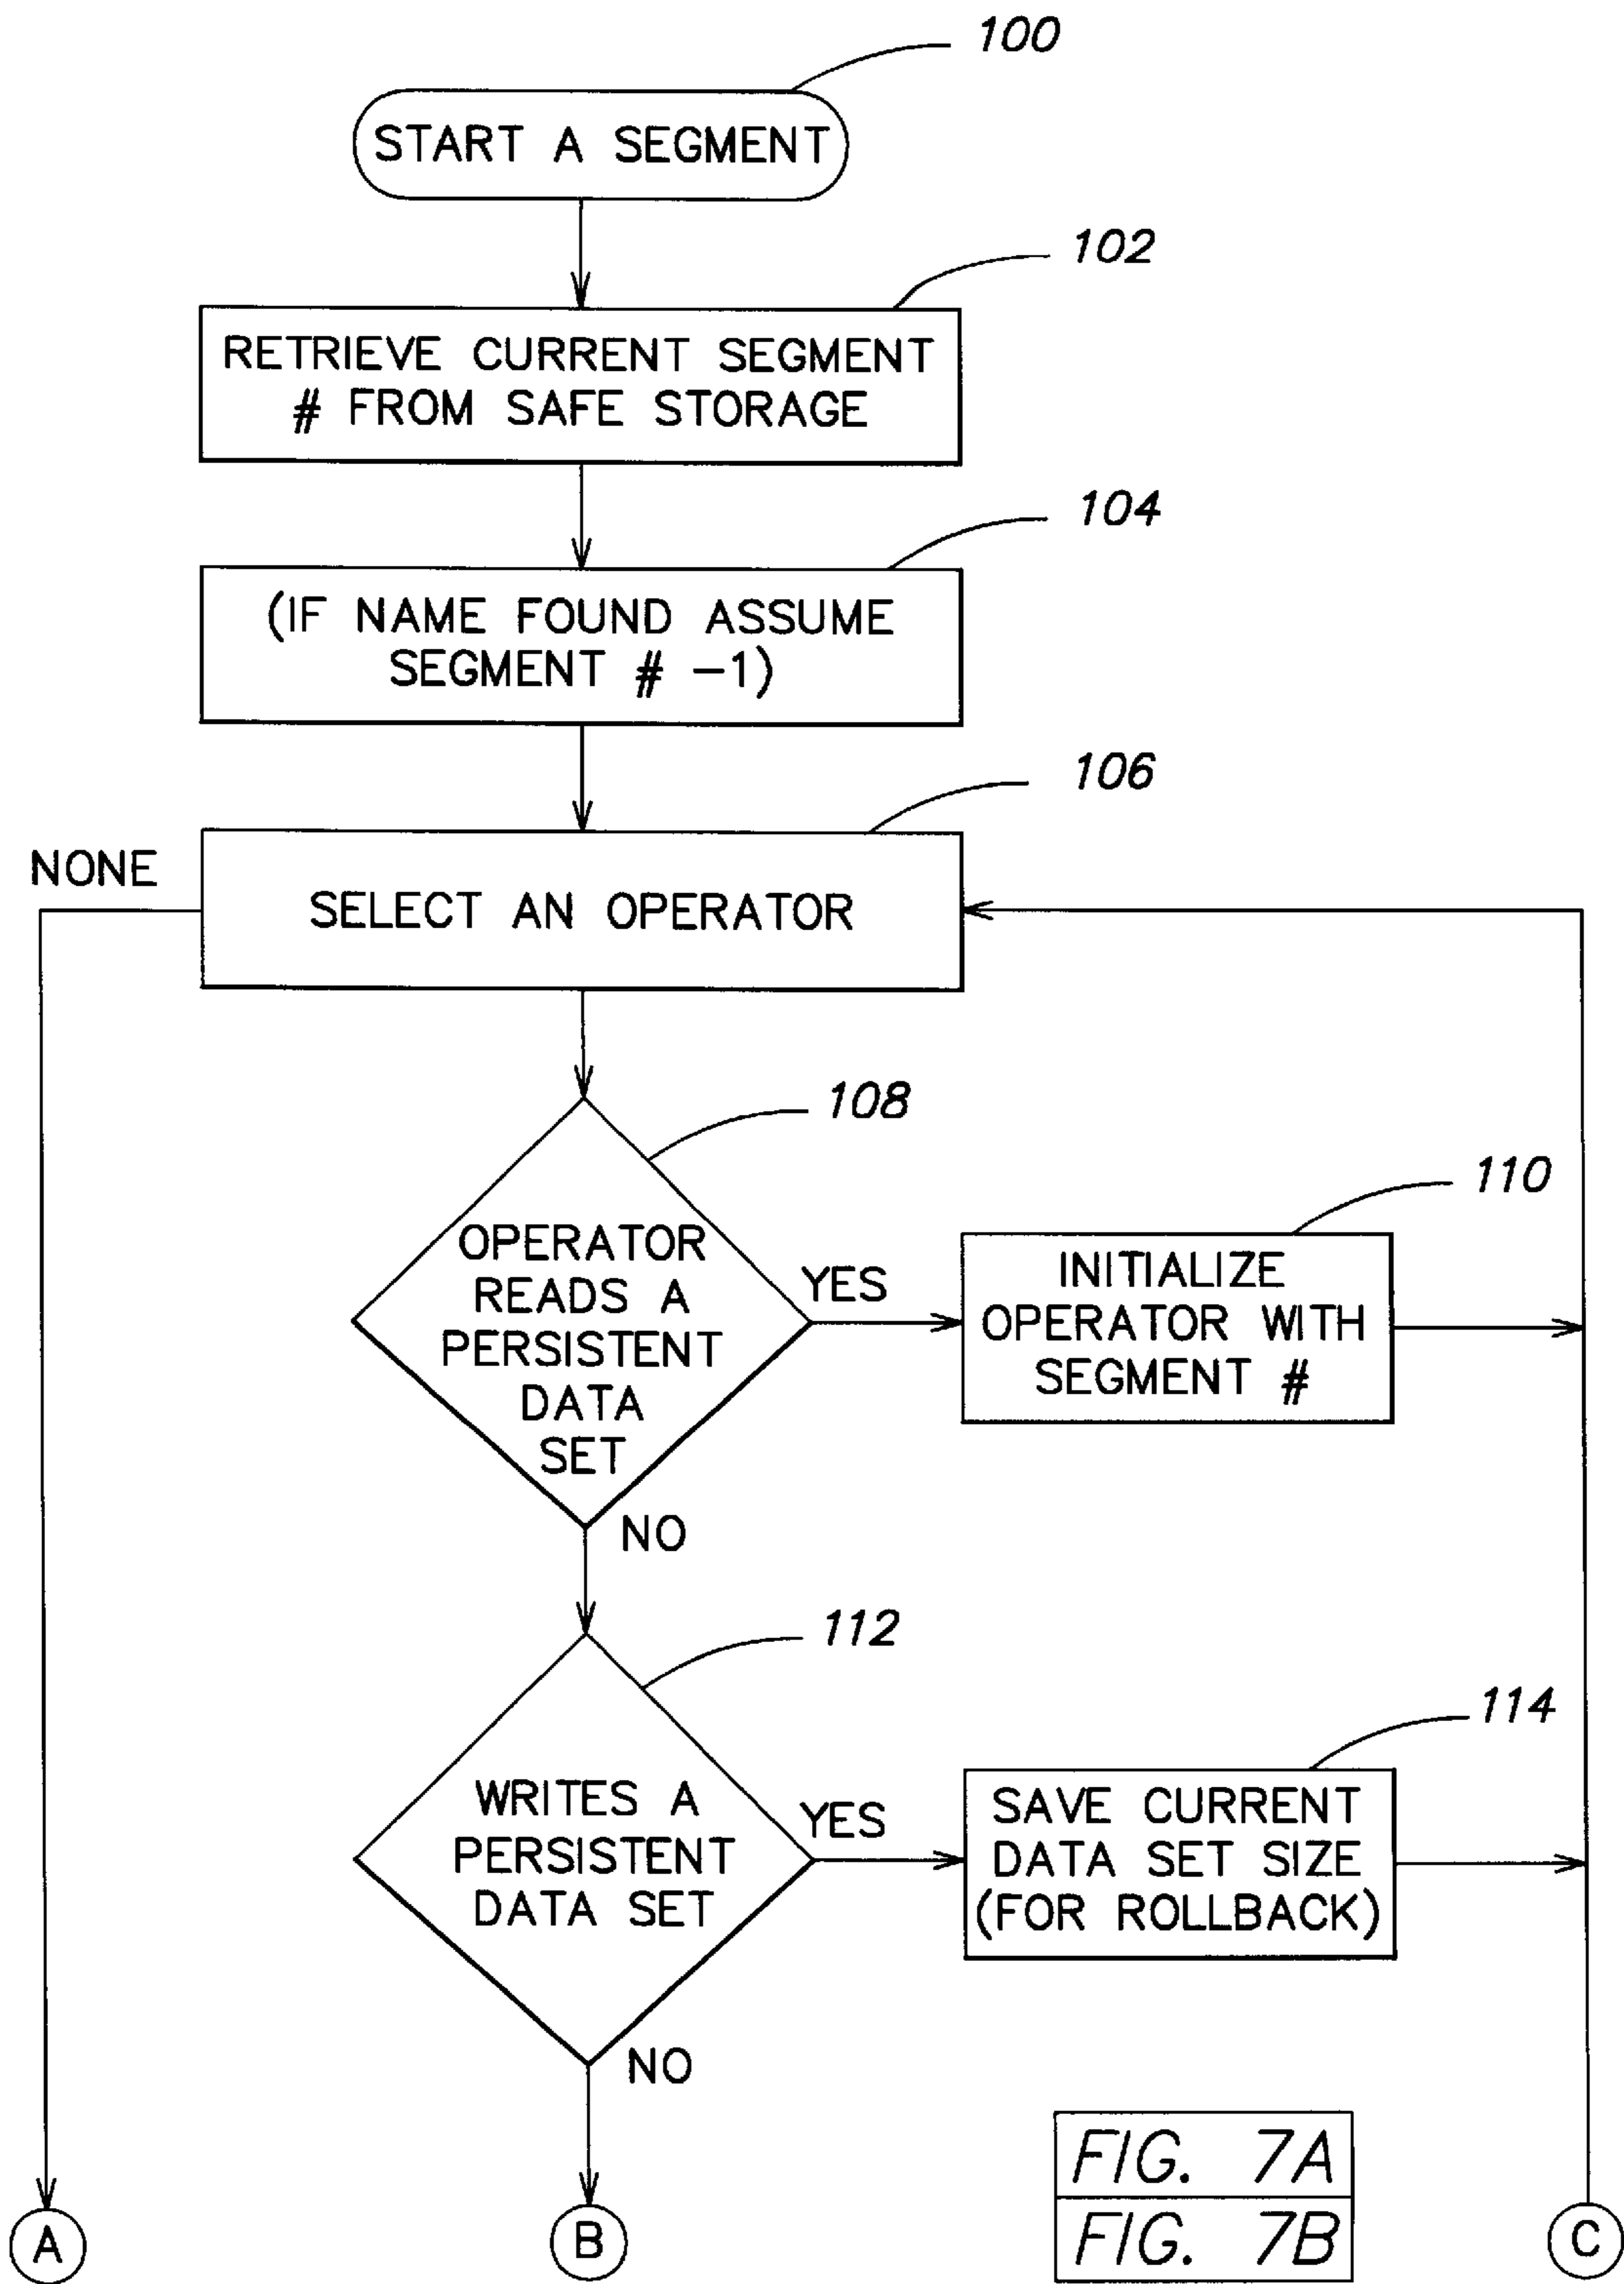 100
START A SEGMENT
102
RETRIEVE CURRENT SEGMENT
# FROM SAFE STORAGE
104
(IF NAME FOUND ASSUME
SEGMENT # -1)
106
NONE
SELECT AN OPERATOR
108
OPERATOR
READS A
PERSISTENT
DATA
SET
YES
110
INITIALIZE
OPERATOR WITH
SEGMENT #
NO
112
WRITES A
PERSISTENT
DATA SET
YES
114
SAVE CURRENT
DATA SET SIZE
(FOR ROLLBACK)
NO
FIG. 7A
FIG. 7B
A
B
C